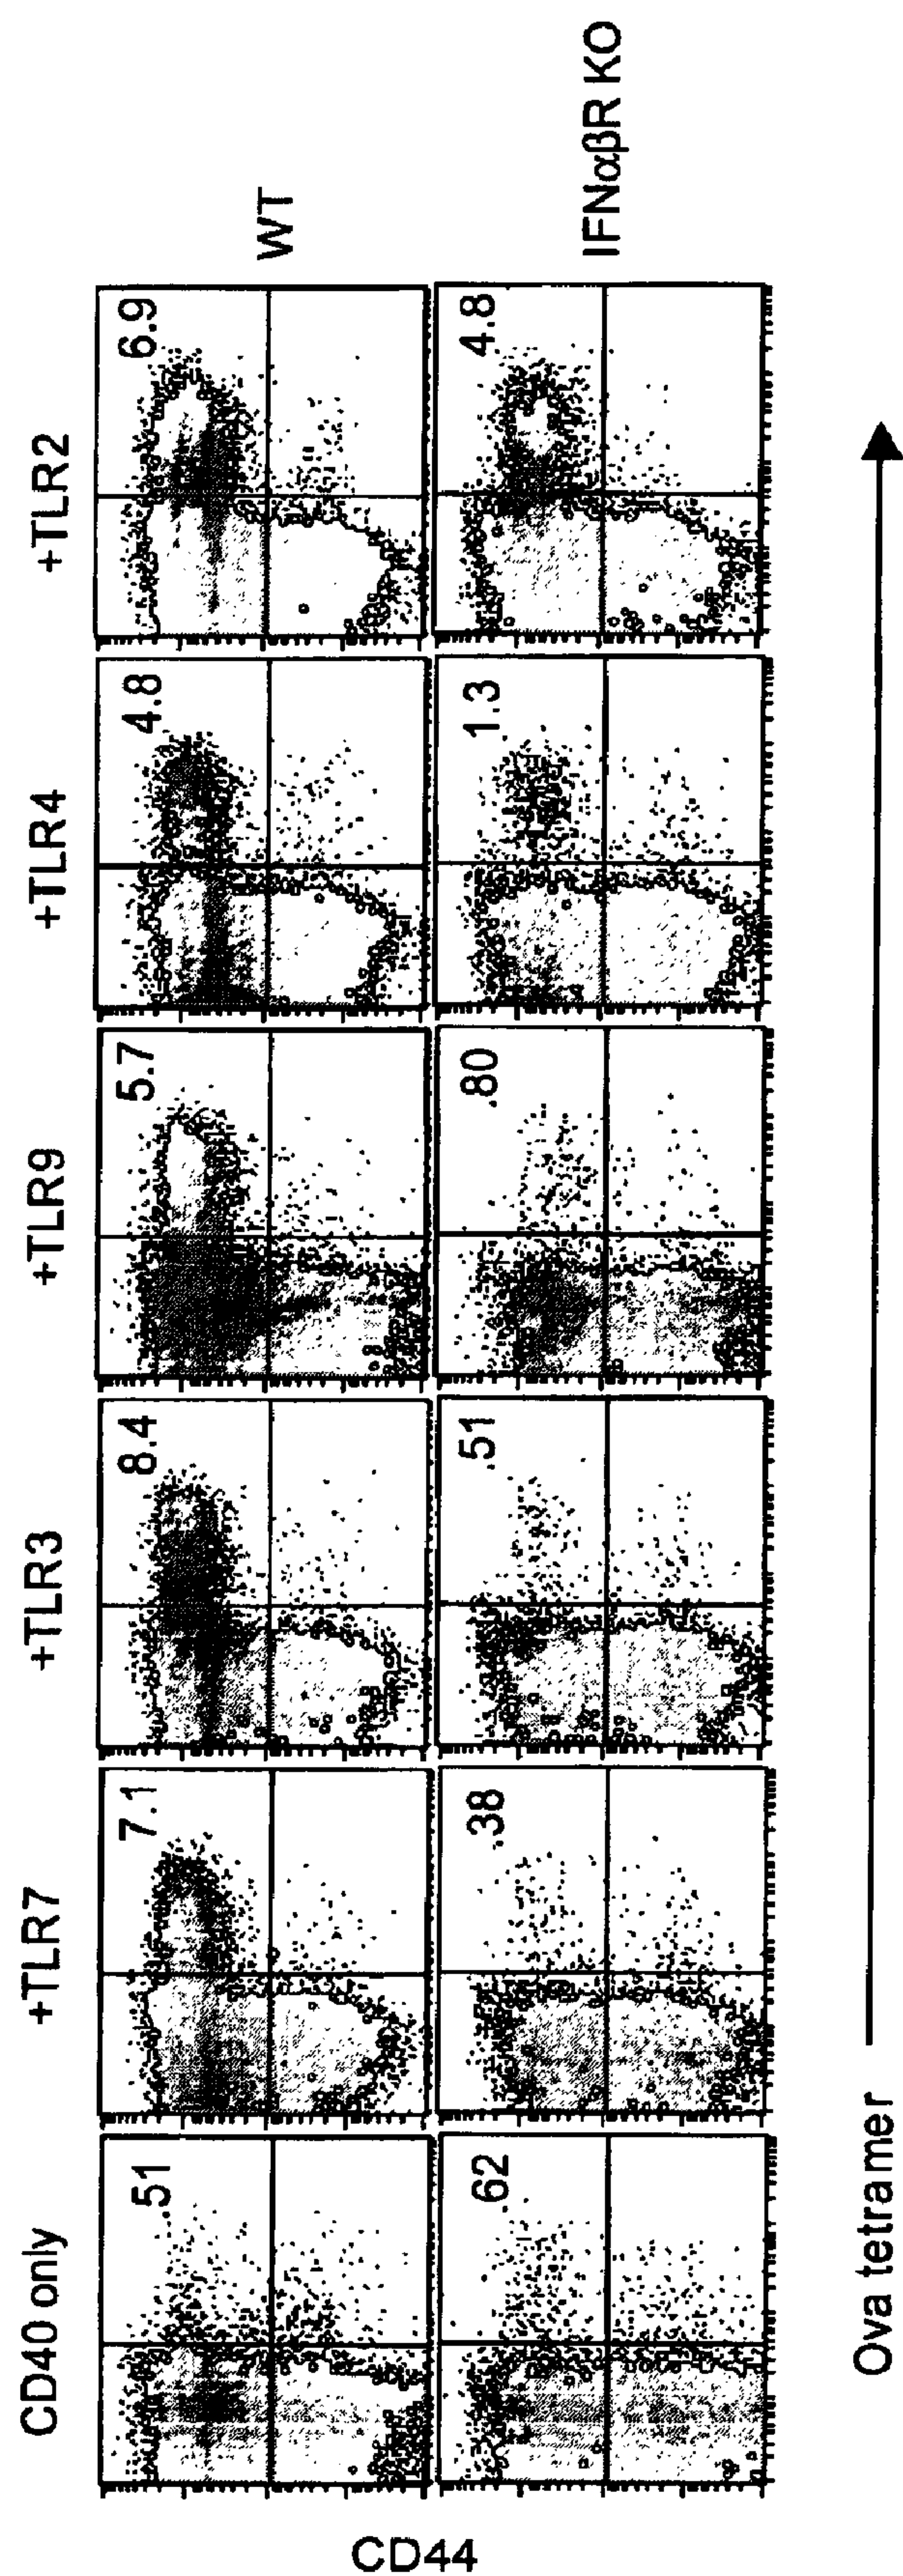 CD40 only +TLR7 +TLR3 +TLR9 +TLR4 +TLR2
.51 7.1 8.4 5.7 4.8 6.9 WT
CD44
.62 .38 .51 .80 1.3 4.8 IFNαβR KO
Ova tetramer